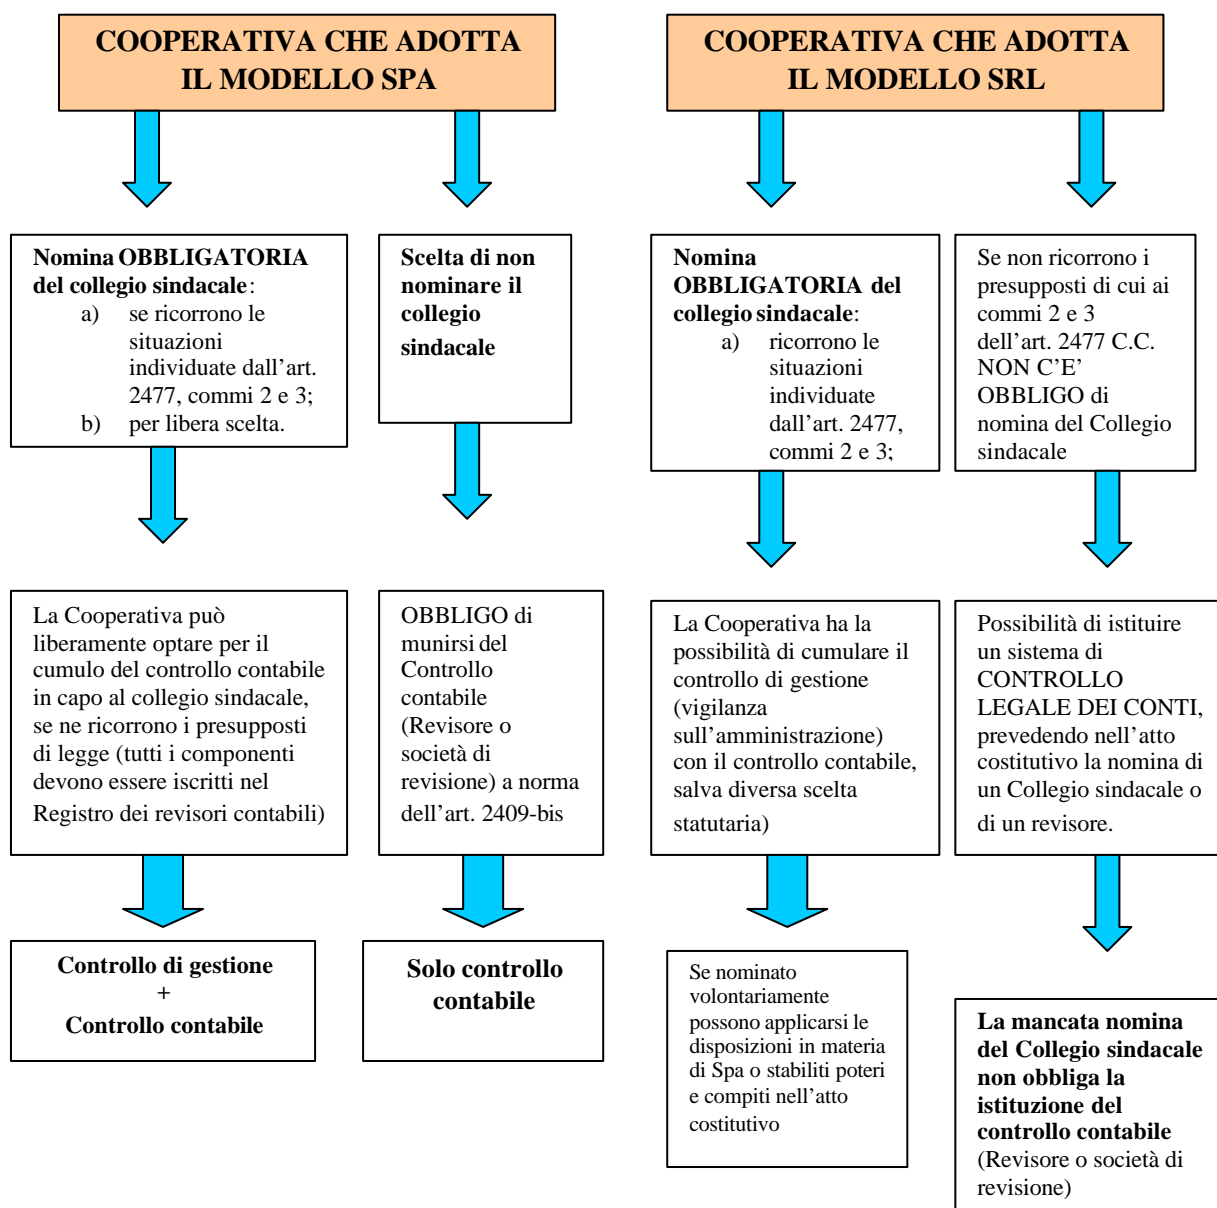 COOPERATIVA CHE ADOTTA
IL MODELLO SPA
COOPERATIVA CHE ADOTTA
IL MODELLO SRL
Nomina OBBLIGATORIA
del collegio sindacale:
a) se ricorrono le
situazioni
individuate dall’art.
2477, commi 2 e 3;
b) per libera scelta.
Scelta di non
nominare il
collegio
sindacale
Nomina
OBBLIGATORIA del
collegio sindacale:
a) ricorrono le
situazioni
individuate
dall’art. 2477,
commi 2 e 3;
Se non ricorrono i
presupposti di cui ai
commi 2 e 3
dell’art. 2477 C.C.
NON C’E’
OBBLIGO di
nomina del Collegio
sindacale
La Cooperativa può
liberamente optare per il
cumulo del controllo contabile
in capo al collegio sindacale,
se ne ricorrono i presupposti
di legge (tutti i componenti
devono essere iscritti nel
Registro dei revisori contabili)
OBBLIGO di
munirsi del
Controllo
contabile
(Revisore o
società di
revisione) a norma
dell’art. 2409-bis
La Cooperativa ha la
possibilità di cumulare il
controllo di gestione
(vigilanza
sull’amministrazione)
con il controllo contabile,
salva diversa scelta
statutaria)
Possibilità di istituire
un sistema di
CONTROLLO
LEGALE DEI CONTI,
prevedendo nell’atto
costitutivo la nomina di
un Collegio sindacale o
di un revisore.
Controllo di gestione
+
Controllo contabile
Solo controllo
contabile
Se nominato
volontariamente
possono applicarsi le
disposizioni in materia
di Spa o stabiliti poteri
e compiti nell’atto
costitutivo
La mancata nomina
del Collegio sindacale
non obbliga la
istituzione del
controllo contabile
(Revisore o società di
revisione)